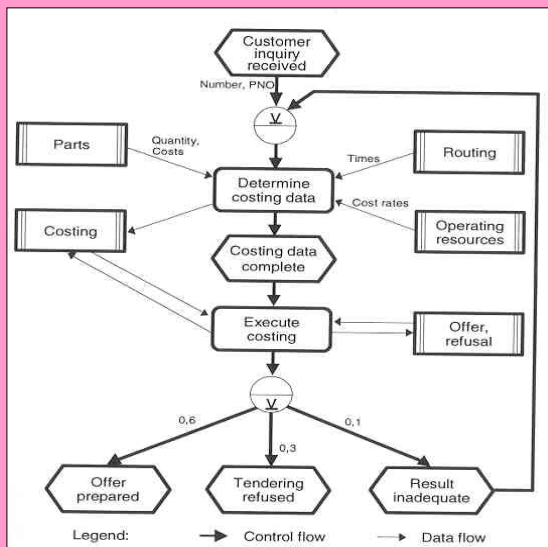 Customer
inquiry
received
Number, PNO
V
Parts
Quantity,
Costs
Times
Routing
Determine
costing data
Cost rates
Costing
Operating
resources
Costing data
complete
Execute
costing
Offer,
refusal
V
0,6
0,3
0,1
Offer
prepared
Tendering
refused
Result
inadequate
Legend:
Control flow
Data flow